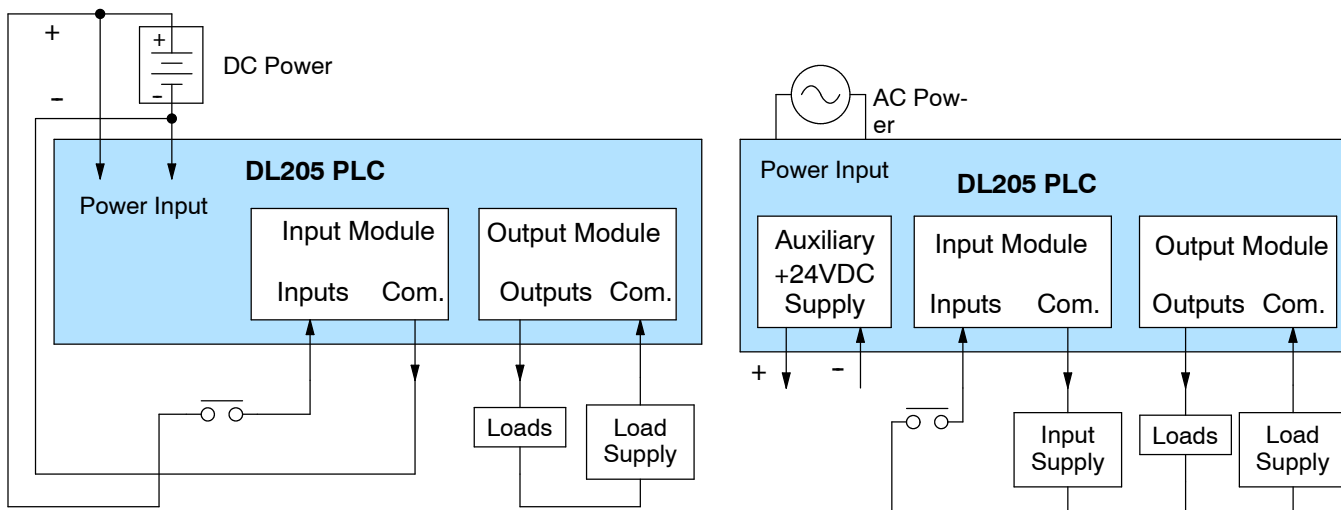 +
+
-
-
DC Power
DL205 PLC
Power Input
Input Module
Inputs Com.
Output Module
Outputs Com.
Loads
Load
Supply
AC Pow-
er
Power Input
DL205 PLC
Auxiliary
+24VDC
Supply
Input Module
Inputs Com.
Output Module
Outputs Com.
+ -
Input
Supply
Loads
Load
Supply